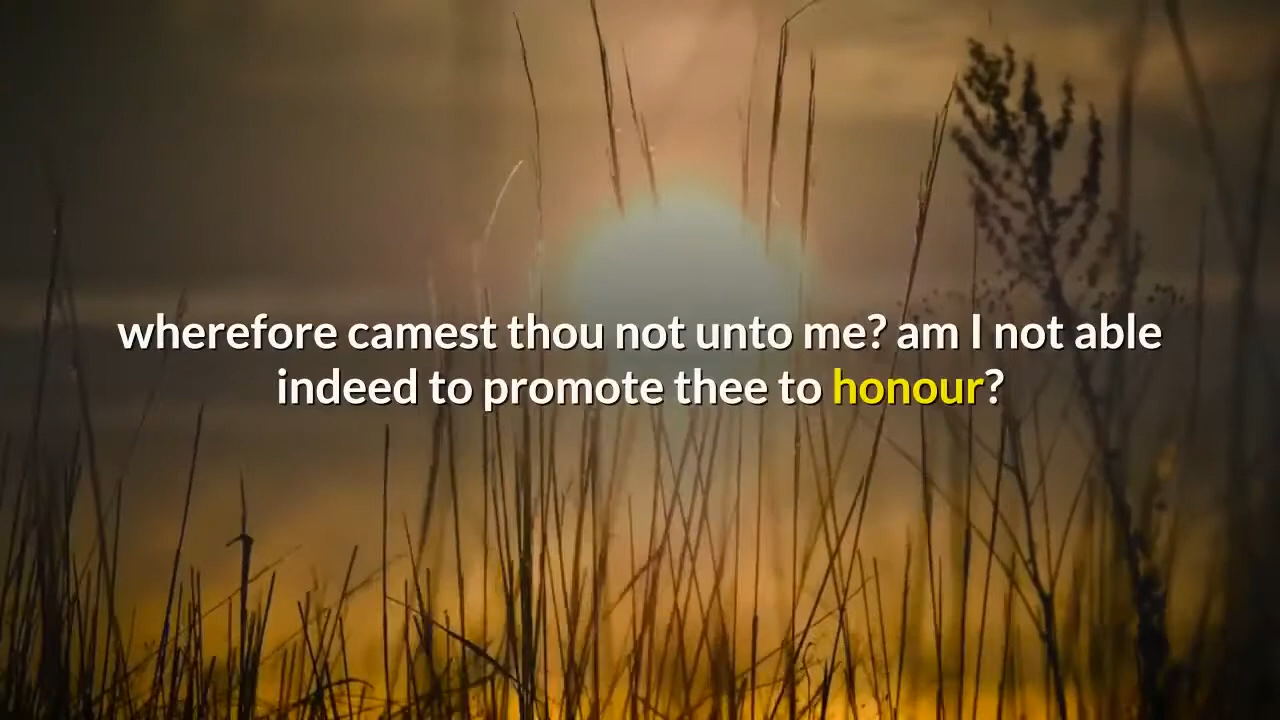 wherefore camest thou not unto me? am I not able
indeed to promote thee to honour?